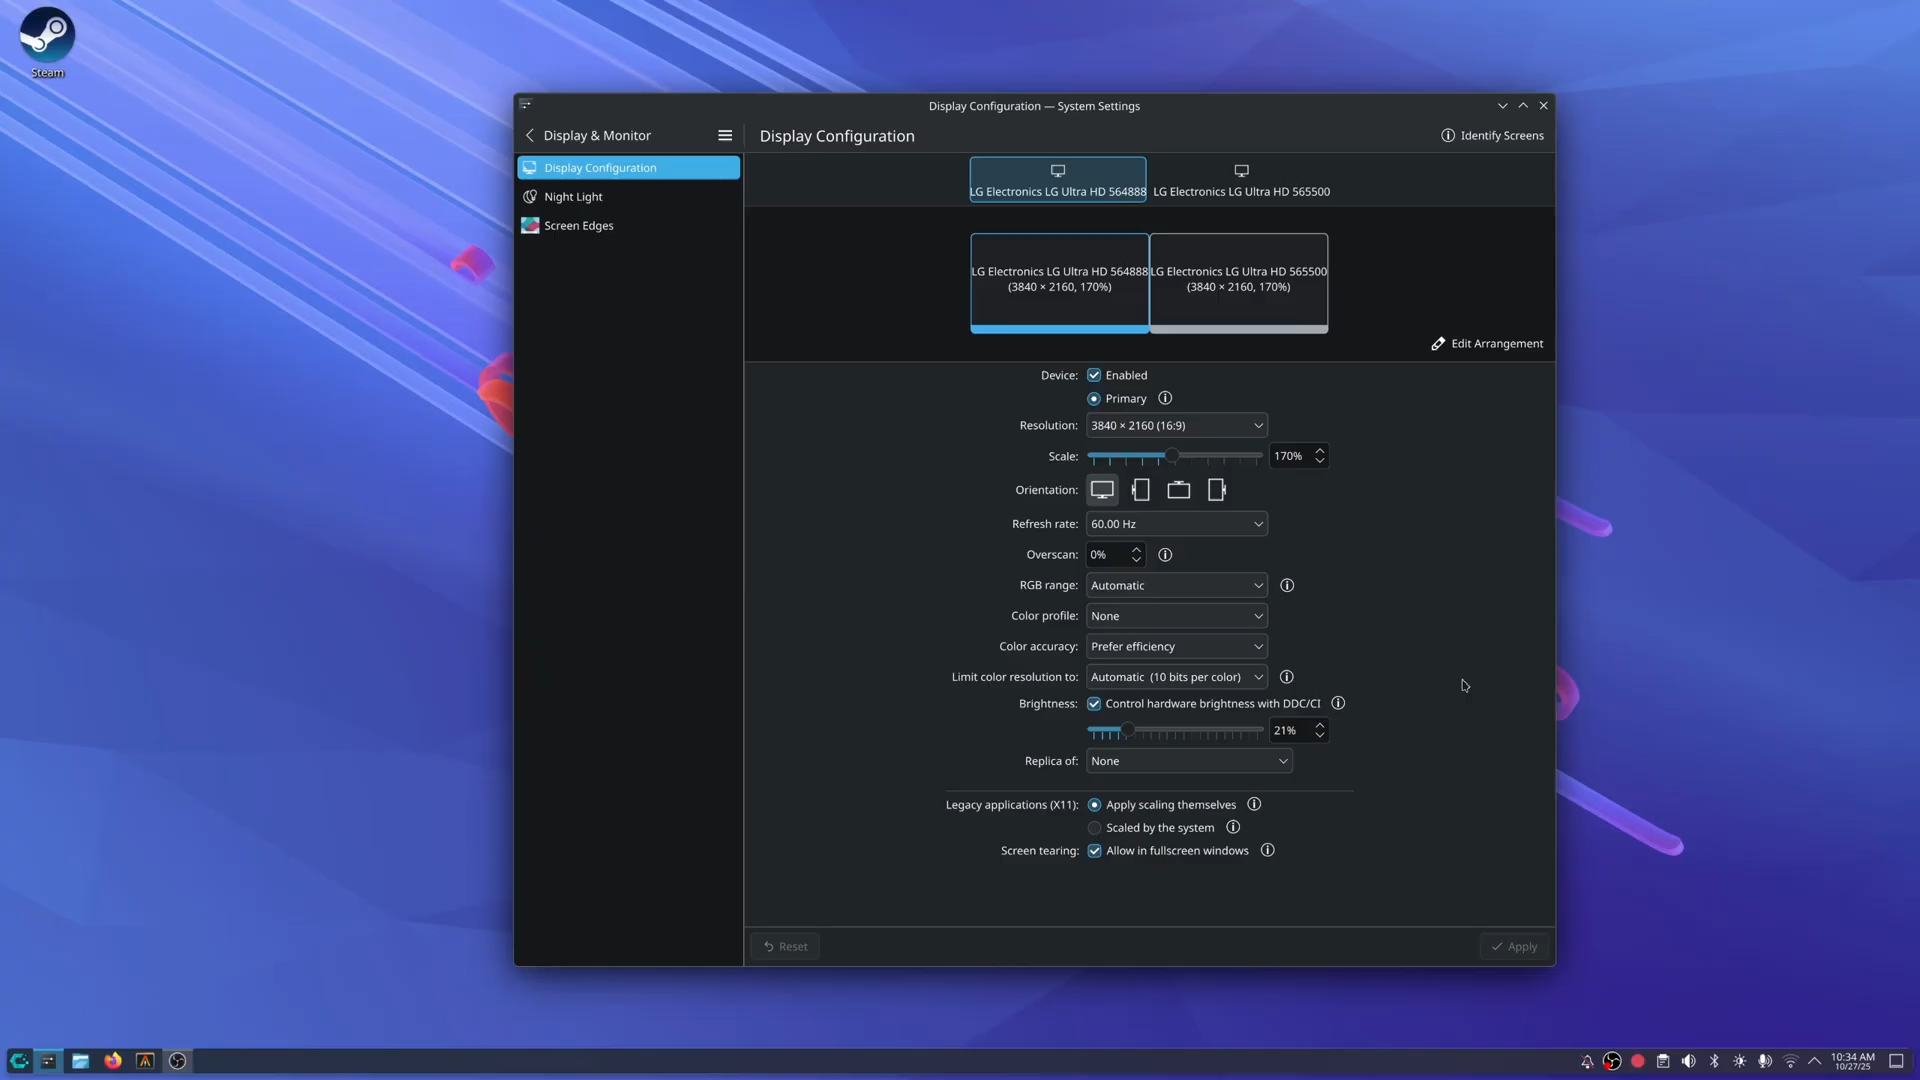 Steam
Display Configuration — System Settings
Display & Monitor
Display Configuration
Identify Screens
Display Configuration
Night Light
Screen Edges
LG Electronics LG Ultra HD 564888
LG Electronics LG Ultra HD 565500
LG Electronics LG Ultra HD 564888
(3840 × 2160, 170%)
LG Electronics LG Ultra HD 565500
(3840 × 2160, 170%)
Edit Arrangement
Device: Enabled
Primary
Resolution: 3840 × 2160 (16:9)
Scale: 170%
Orientation:
Refresh rate: 60.00 Hz
Overscan: 0%
RGB range: Automatic
Color profile: None
Color accuracy: Prefer efficiency
Limit color resolution to: Automatic (10 bits per color)
Brightness: Control hardware brightness with DDC/CI
21%
Replica of: None
Legacy applications (X11): Apply scaling themselves
Scaled by the system
Screen tearing: Allow in fullscreen windows
Reset
Apply
10:34 AM
10/27/25